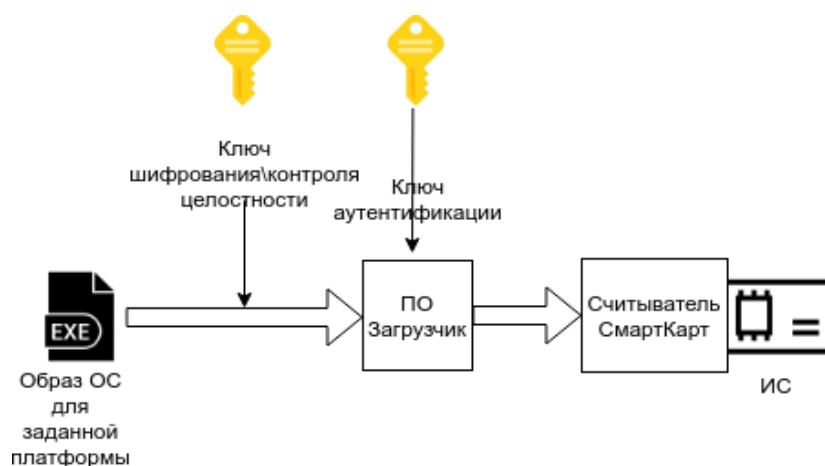 Ключ
шифрования\контроля
целостности
Ключ
аутентификации
EXE
Образ ОС
для
заданной
платформы
ПО
Загрузчик
Считыватель
СмартКарт
ИС